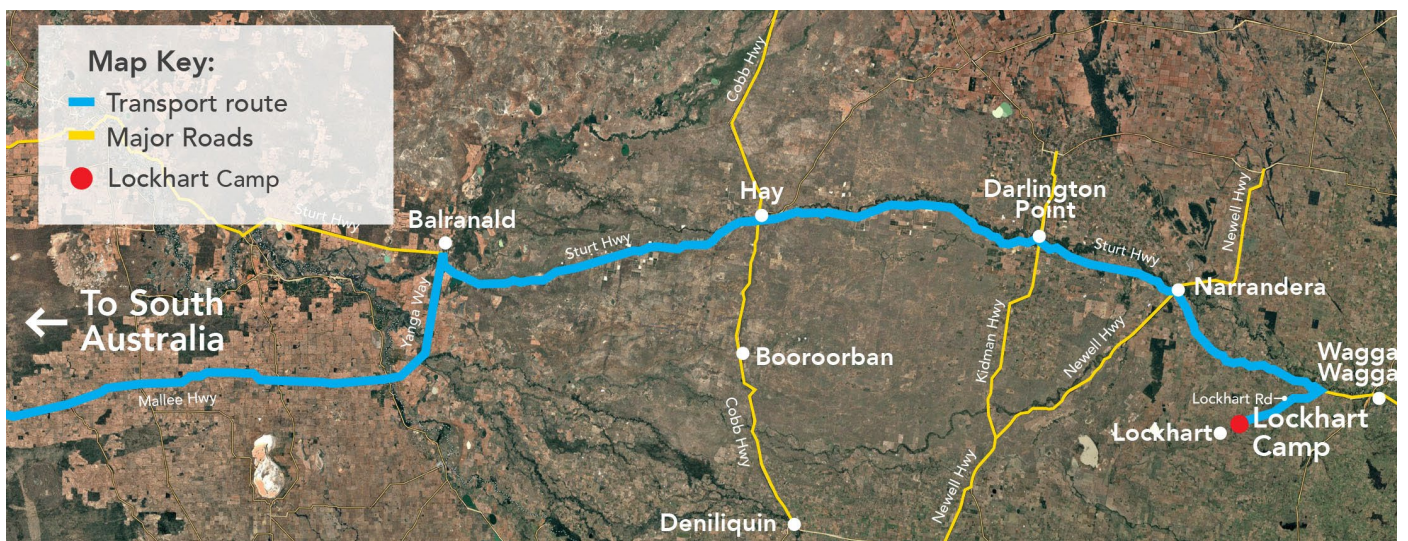 Map Key:
Transport route
Major Roads
Lockhart Camp
Cobb Hwy
Hay
Darlington
Point
Newell Hwy
Sturt Hwy
Balranald
Sturt Hwy
Sturt Hwy
Narrandera
To South
Australia
Yanga Way
Kidman Hwy
Newell Hwy
Booroorban
Wagga
Wagga
Mallee Hwy
Lockhart Rd
Cobb Hwy
Lockhart
Lockhart
Camp
Newell Hwy
Deniliquin